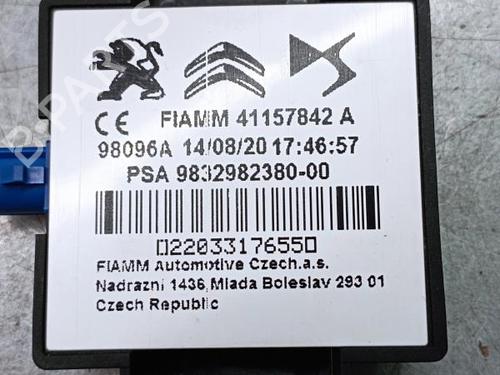 CE FIAMM 41157842 A
98096A 14/08/20 17:46:57
PSA 9832982380-00
022033176550
FIAMM Automotive Czech.a.s.
Nadrazni 1436,Mlada Boleslav 293 01
Czech Republic